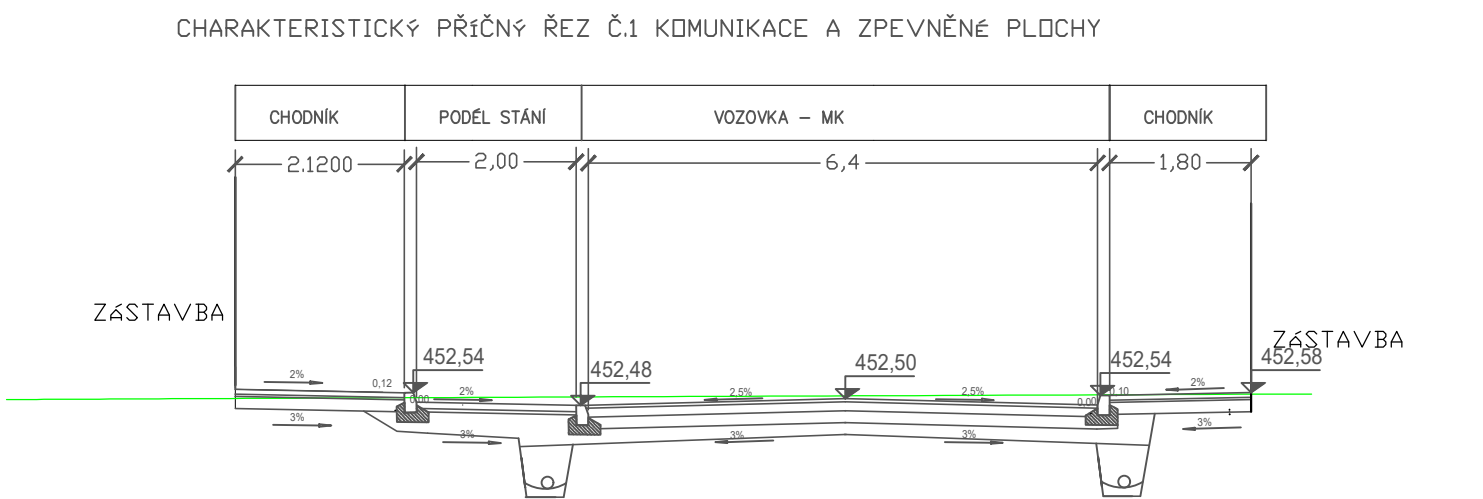 CHARAKTERISTICKÝ PŘÍČNÝ ŘEZ Č.1 KOMUNIKACE A ZPEVNĚNÉ PLOCHY
CHODNÍK PODÉL STÁNÍ VOZOVKA – MK CHODNÍK
2.1200 2,00 6,4 1,80
ZáSTAVBA
ZáSTAVBA
452,54 452,48 452,50 452,54 452,58
2% 0,12 0,00 2% 2,5% 2,5% 0,00 0,10 2%
3% 3% 3% 3% 3%